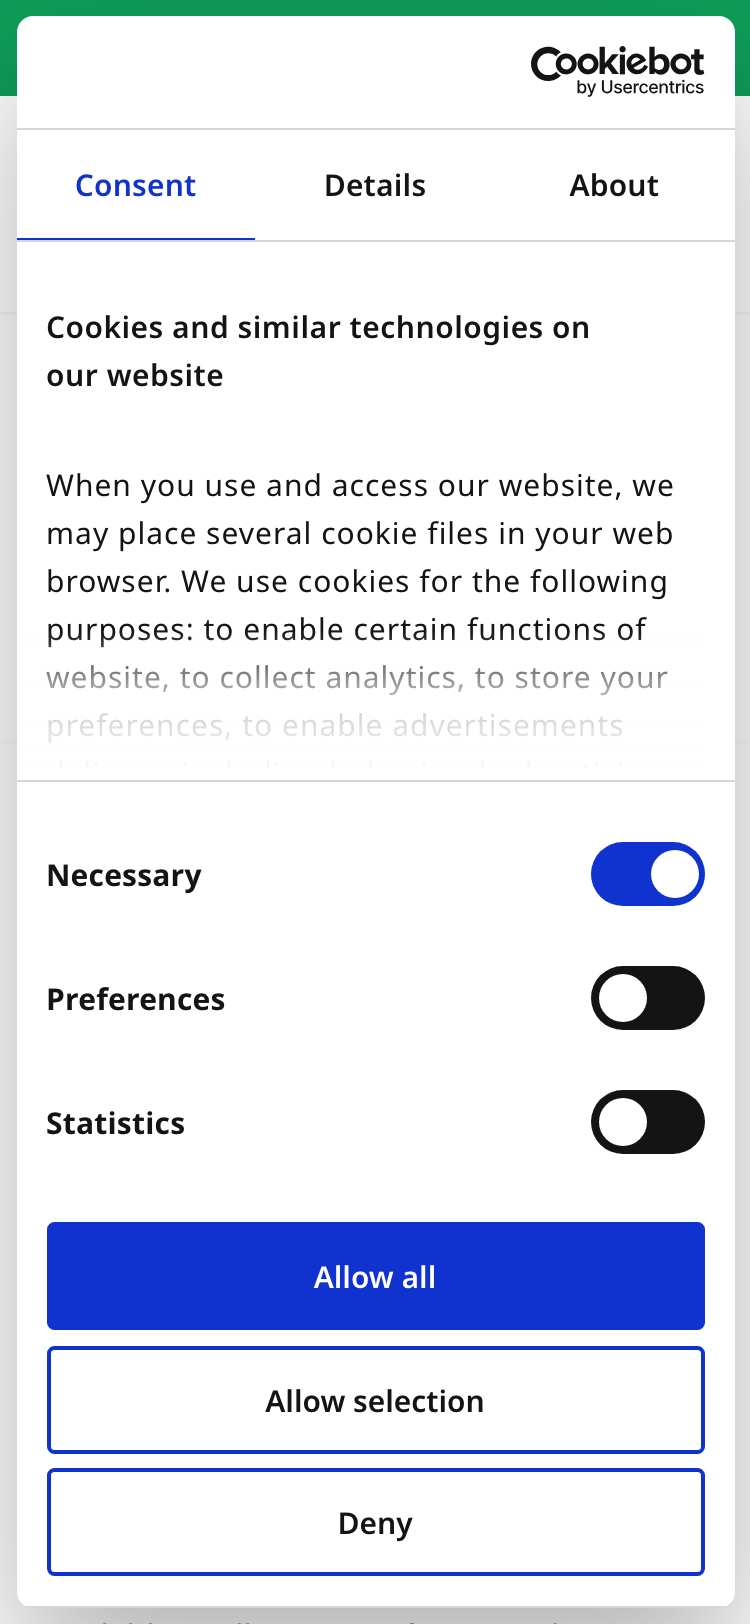 Cookiebot
by Usercentrics
Consent
Details
About
Cookies and similar technologies on
our website
When you use and access our website, we
may place several cookie files in your web
browser. We use cookies for the following
purposes: to enable certain functions of
website, to collect analytics, to store your
preferences, to enable advertisements
Necessary
Preferences
Statistics
Allow all
Allow selection
Deny